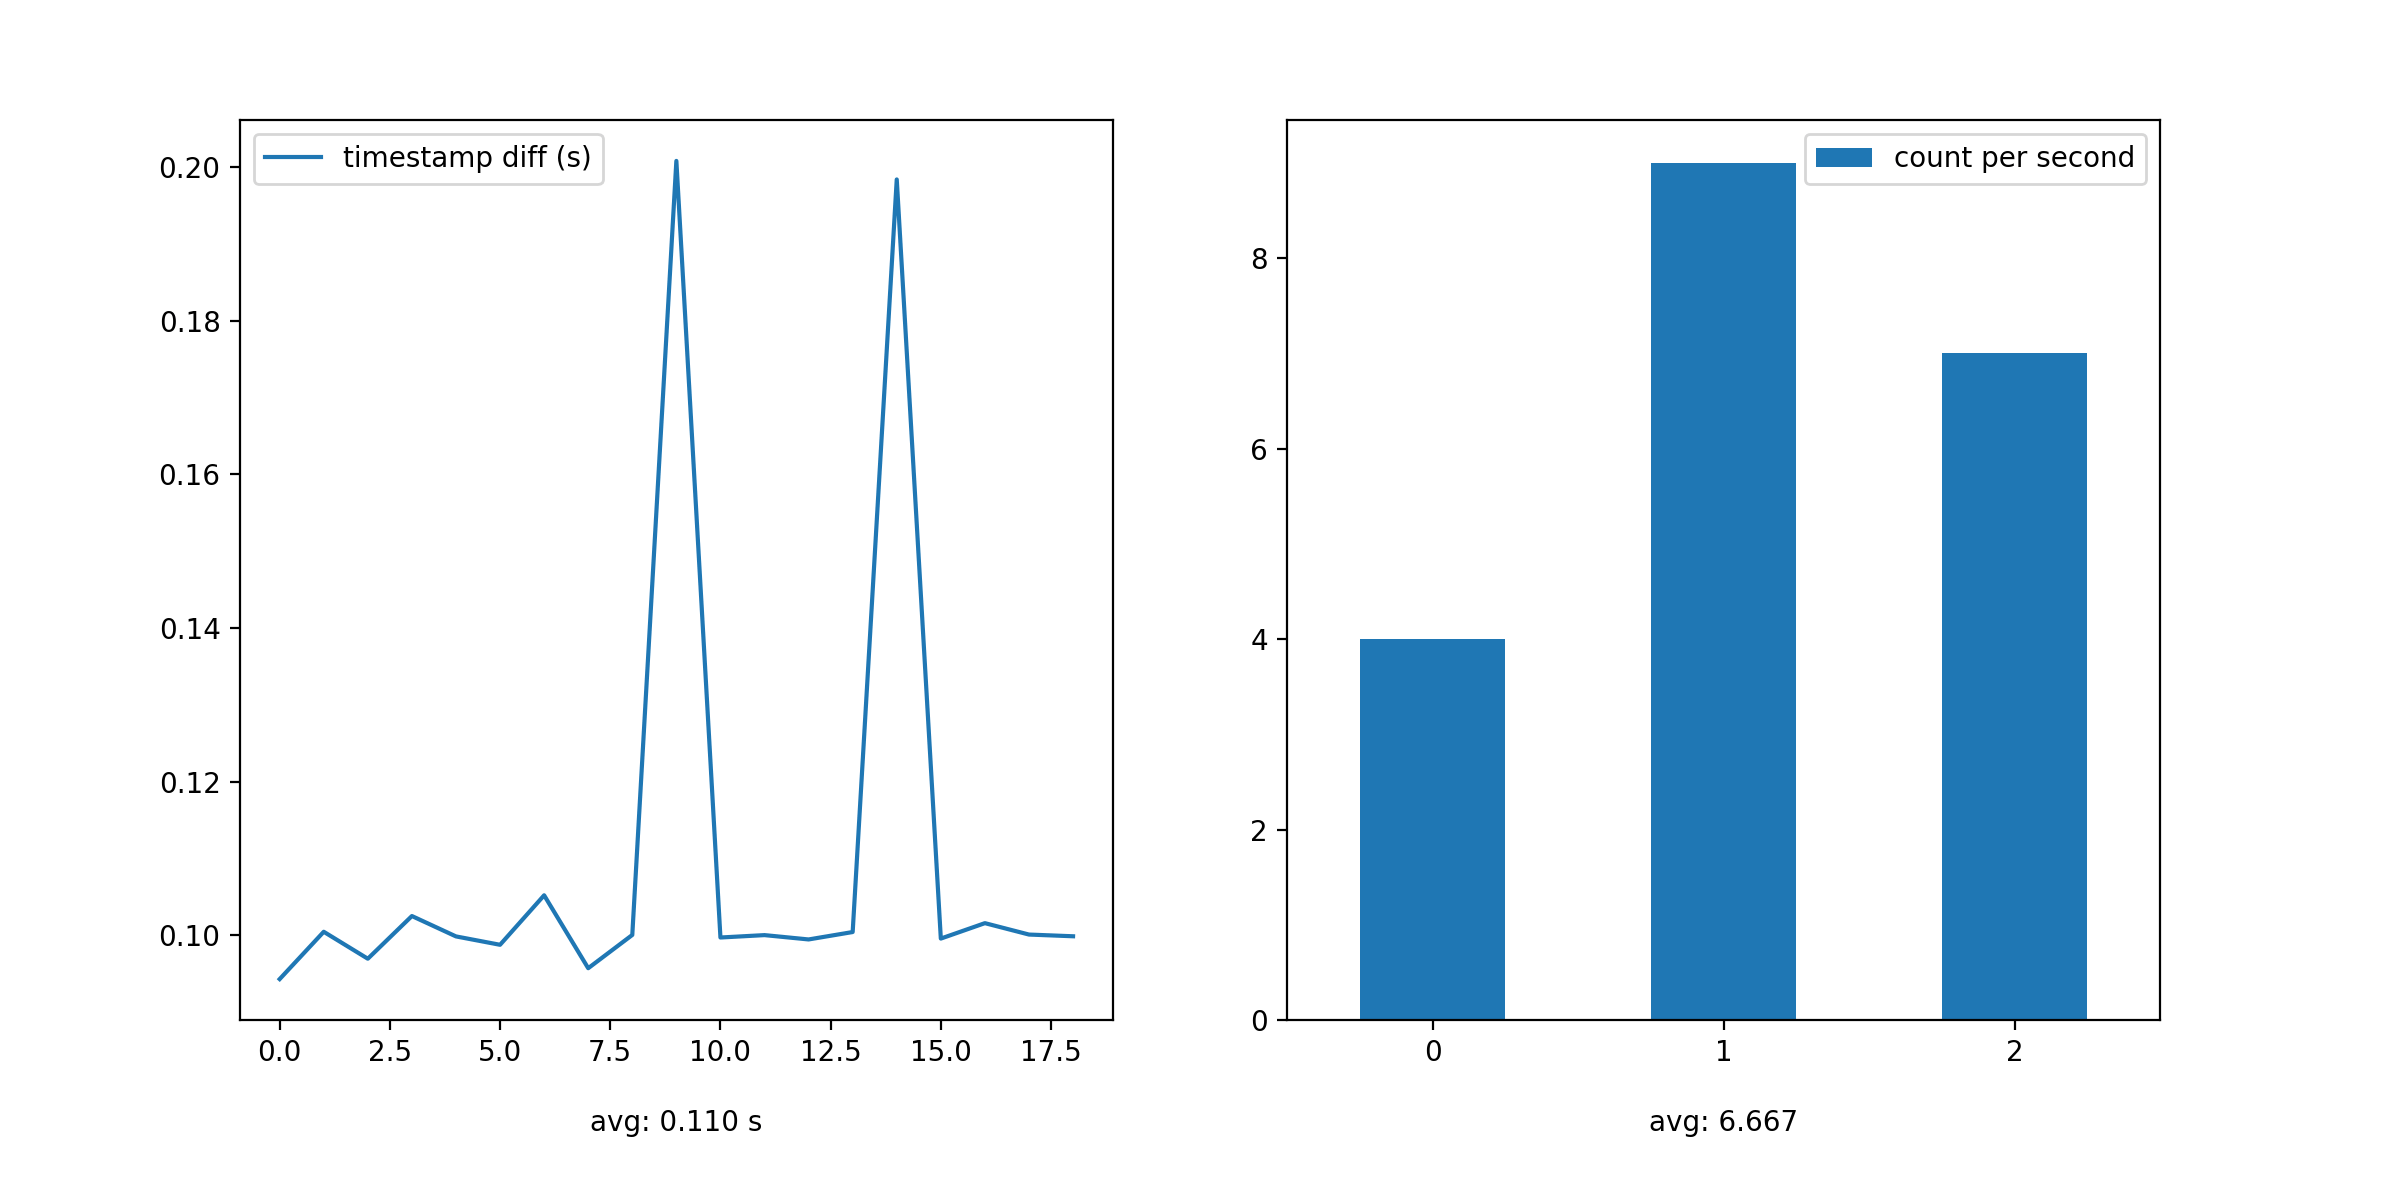 timestamp diff (s)
0.20
0.18
0.16
0.14
0.12
0.10
0.0 2.5 5.0 7.5 10.0 12.5 15.0 17.5
avg: 0.110 s
count per second
8
6
4
2
0
0 1 2
avg: 6.667